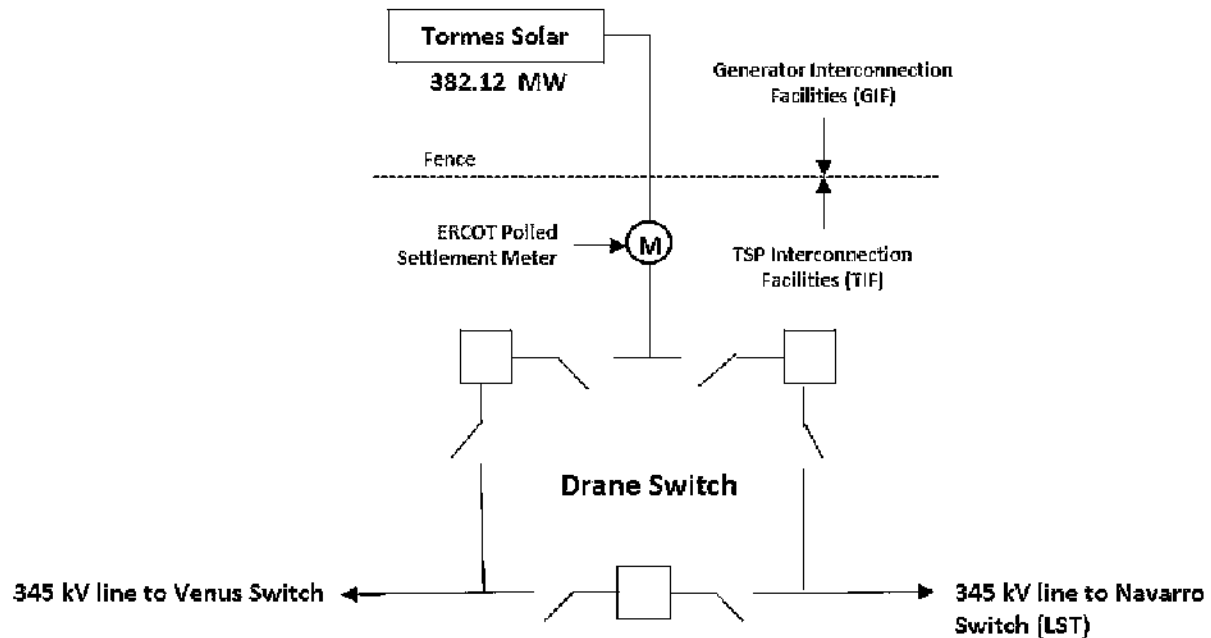 Tormes Solar
382.12 MW
Generator Interconnection
Facilities (GIF)
Fence
ERCOT Polled
Settlement Meter
M
TSP Interconnection
Facilities (TIF)
Drane Switch
345 kV line to Venus Switch
345 kV line to Navarro
Switch (LST)